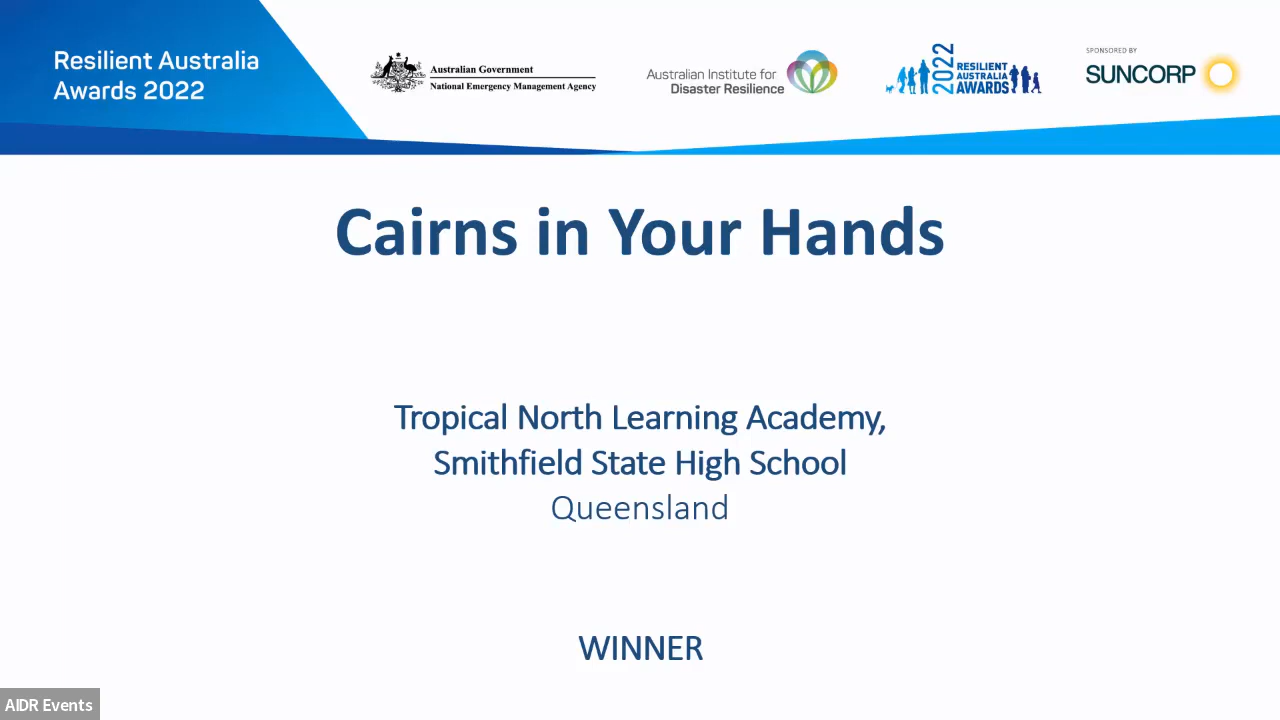 Resilient Australia
Awards 2022
Australian Government
National Emergency Management Agency
Australian Institute for
Disaster Resilience
2022
RESILIENT
AUSTRALIA
AWARDS
SPONSORED BY
SUNCORP
Cairns in Your Hands
Tropical North Learning Academy,
Smithfield State High School
Queensland
WINNER
AIDR Events